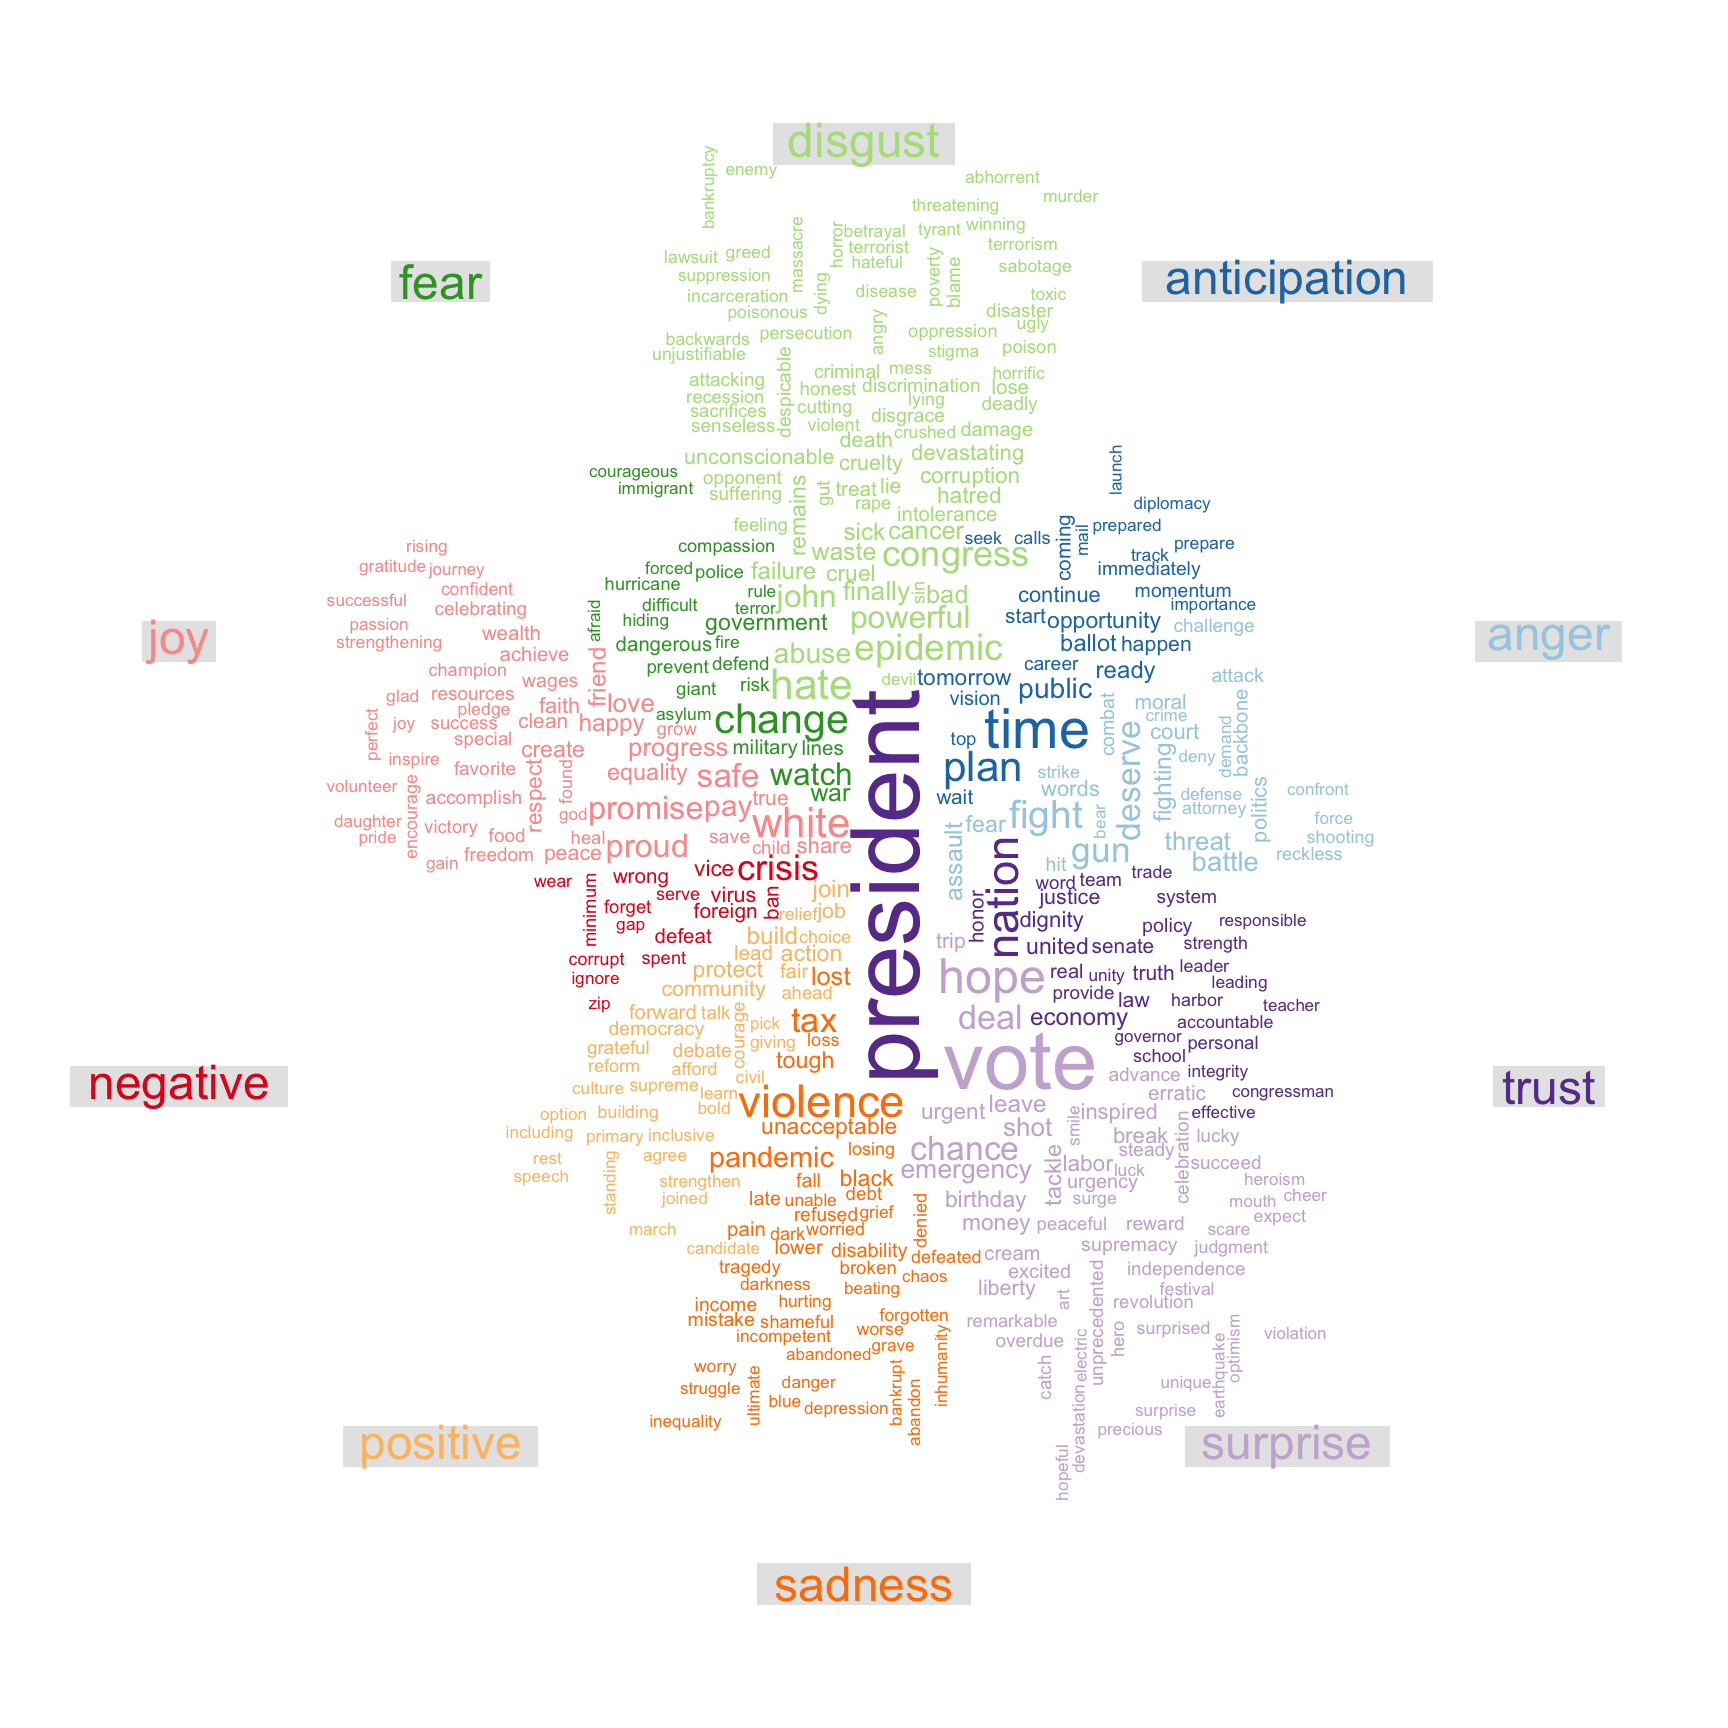 disgust
bankruptcy
enemy
abhorrent
murder
threatening
massacre
horror
betrayal
tyrant
winning
lawsuit
greed
terrorist
terrorism
suppression
hateful
poverty
blame
sabotage
fear
anticipation
incarceration
dying
disease
toxic
poisonous
disaster
backwards
persecution
angry
oppression
ugly
unjustifiable
stigma
poison
attacking
despicable
criminal
mess
horrific
recession
honest
discrimination
lose
sacrifices
cutting
lying
deadly
senseless
violent
disgrace
crushed
damage
death
unconscionable
cruelty
devastating
launch
courageous
opponent
corruption
immigrant
suffering
remains
gut
treat
lie
hatred
rape
diplomacy
feeling
intolerance
sick
cancer
seek
calls
coming
mail
prepared
rising
compassion
waste
congress
prepare
gratitude
journey
forced
police
failure
cruel
track
immediately
confident
hurricane
rule
john
finally
sin
bad
continue
momentum
successful
celebrating
difficult
terror
importance
passion
afraid
hiding
government
powerful
start
opportunity
challenge
joy
strengthening
wealth
dangerous
fire
abuse
epidemic
ballot
happen
anger
achieve
champion
friend
prevent
defend
career
ready
wages
giant
risk
hate
devil
tomorrow
public
attack
glad
resources
faith
love
vision
moral
joy
pledge
success
clean
happy
asylum
change
president
time
combat
crime
court
perfect
special
grow
top
demand
backbone
inspire
create
progress
military
lines
deny
favorite
equality
safe
watch
plan
strike
deserve
fighting
volunteer
encourage
accomplish
respect
found
promise
pay
true
war
wait
words
defense
confront
daughter
victory
god
white
fear
fight
bear
attorney
politics
force
pride
food
heal
save
assault
threat
shooting
gain
freedom
peace
proud
child
share
hit
gun
battle
reckless
wear
wrong
vice
crisis
nation
word
team
trade
minimum
forget
serve
virus
ban
join
honor
justice
system
gap
foreign
relief
job
dignity
policy
responsible
defeat
build
choice
trip
united
senate
strength
corrupt
spent
lead
action
ignore
protect
fair
lost
hope
real
unity
truth
leader
leading
zip
community
ahead
provide
law
harbor
teacher
forward
talk
courage
pick
tax
deal
economy
accountable
democracy
giving
loss
governor
personal
grateful
debate
tough
vote
school
negative
reform
afford
civil
advance
integrity
trust
culture
supreme
learn
erratic
congressman
option
building
bold
violence
urgent
leave
smile
inspired
effective
including
primary
inclusive
unacceptable
shot
break
celebration
lucky
rest
agree
losing
chance
steady
speech
standing
strengthen
pandemic
black
emergency
tackle
labor
luck
succeed
joined
late
fall
unable
debt
birthday
urgency
surge
heroism
mouth
cheer
march
pain
refused
grief
denied
money
peaceful
reward
scare
expect
candidate
dark
worried
lower
disability
defeated
cream
supremacy
judgment
tragedy
broken
chaos
excited
independence
darkness
beating
liberty
art
unprecedented
festival
income
hurting
revolution
mistake
shameful
forgotten
remarkable
hero
surprised
violation
incompetent
worse
overdue
electric
earthquake
optimism
abandoned
grave
inhumanity
worry
catch
struggle
ultimate
danger
bankrupt
unique
blue
depression
abandon
devastation
surprise
inequality
precious
positive
surprise
hopeful
sadness